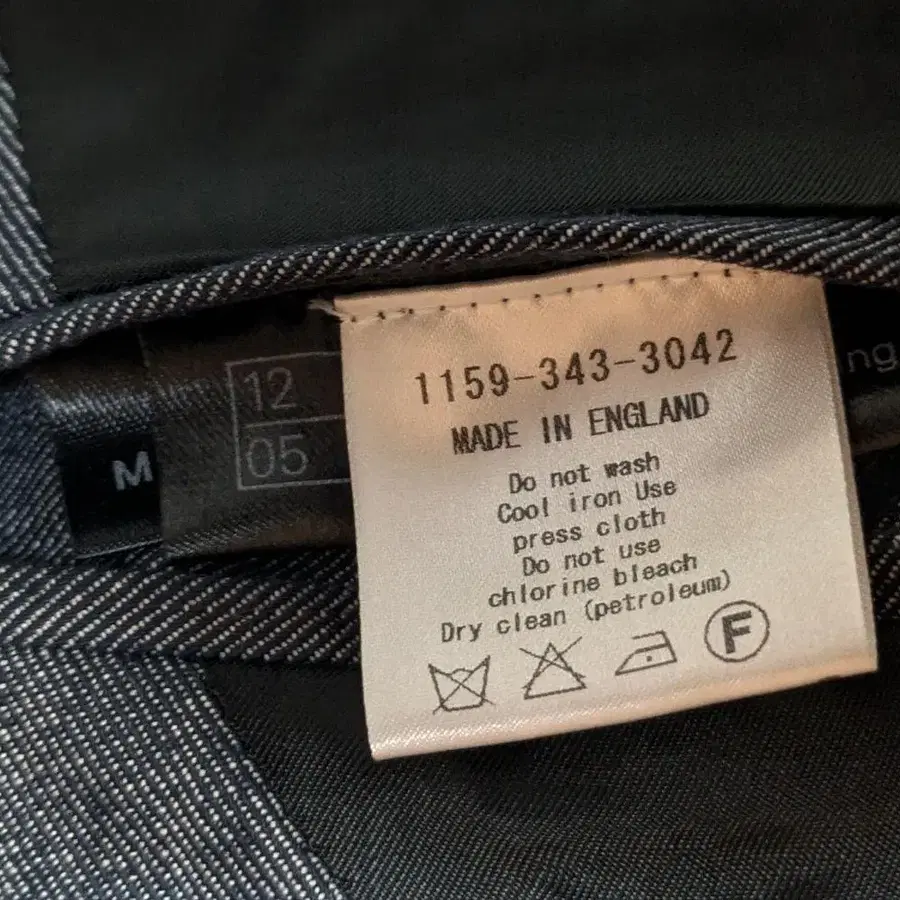 1159-343-3042
MADE IN ENGLAND
Do not wash
Cool iron Use
press cloth
Do not use
chlorine bleach
Dry clean (petroleum)
F
12
05
M
ng